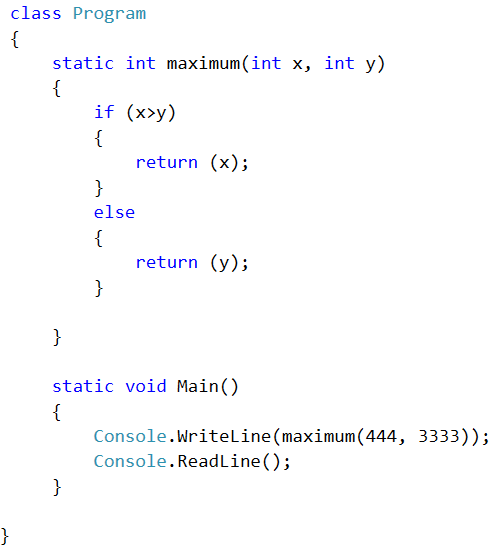 class Program
{
static int maximum(int x, int y)
{
if (x>y)
{
return (x);
}
else
{
return (y);
}
}
static void Main()
{
Console.WriteLine(maximum(444, 3333));
Console.ReadLine();
}
}